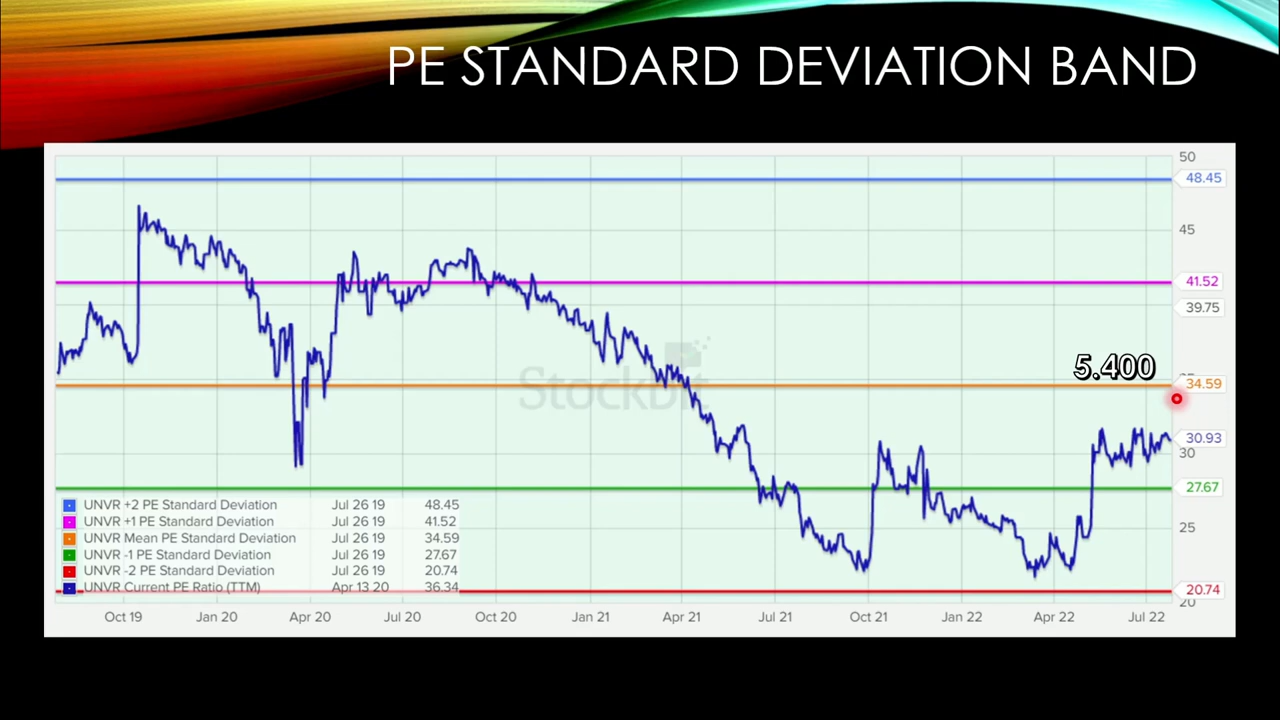 PE STANDARD DEVIATION BAND
50
48.45
45
41.52
39.75
5.400
35
34.59
30.93
30
27.67
25
20.74
20
Stockbit
UNVR +2 PE Standard Deviation Jul 26 19 48.45
UNVR +1 PE Standard Deviation Jul 26 19 41.52
UNVR Mean PE Standard Deviation Jul 26 19 34.59
UNVR -1 PE Standard Deviation Jul 26 19 27.67
UNVR -2 PE Standard Deviation Jul 26 19 20.74
UNVR Current PE Ratio (TTM) Apr 13 20 36.34
Oct 19 Jan 20 Apr 20 Jul 20 Oct 20 Jan 21 Apr 21 Jul 21 Oct 21 Jan 22 Apr 22 Jul 22